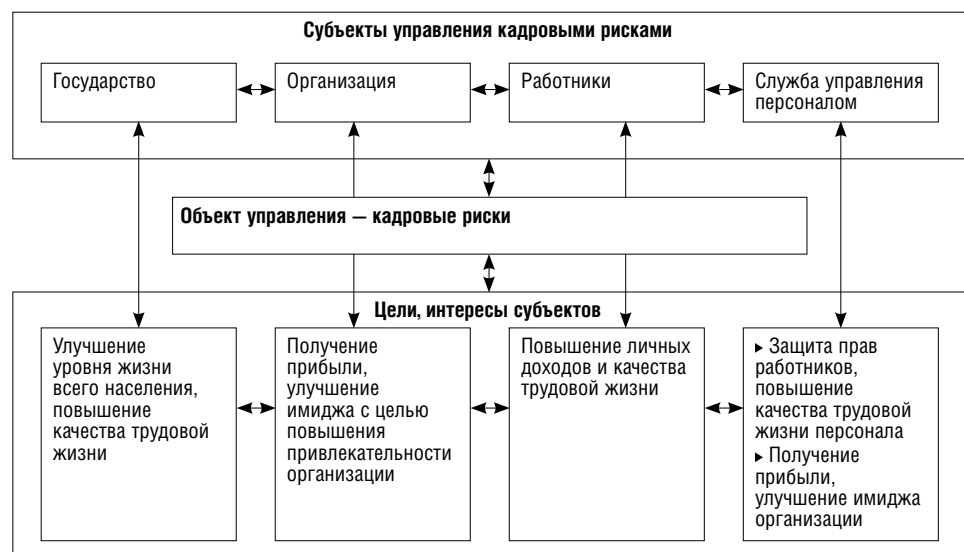 Субъекты управления кадровыми рисками
Государство
Организация
Работники
Служба управления
персоналом
Объект управления — кадровые риски
Цели, интересы субъектов
Улучшение
уровня жизни
всего населения,
повышение
качества трудовой
жизни
Получение
прибыли,
улучшение
имиджа с целью
повышения
привлекательности
организации
Повышение личных
доходов и качества
трудовой жизни
▸ Защита прав
работников,
повышение
качества трудовой
жизни персонала
▸ Получение
прибыли,
улучшение имиджа
организации